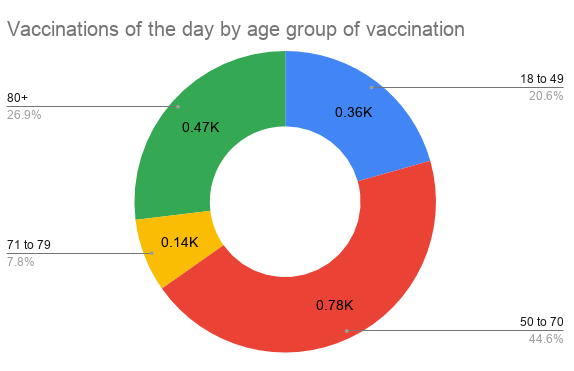 Vaccinations of the day by age group of vaccination
18 to 49
20.6%
80+
26.9%
0.36K
0.47K
71 to 79
7.8%
0.14K
0.78K
50 to 70
44.6%